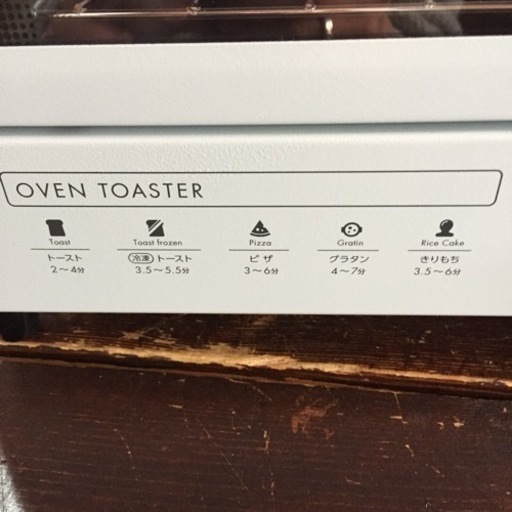 OVEN TOASTER
Toast Toast frozen Pizza Gratin Rice Cake
トースト 冷凍 トースト ピザ グラタン きりもち
2～4分 3.5～5.5分 3～6分 4～7分 3.5～6分